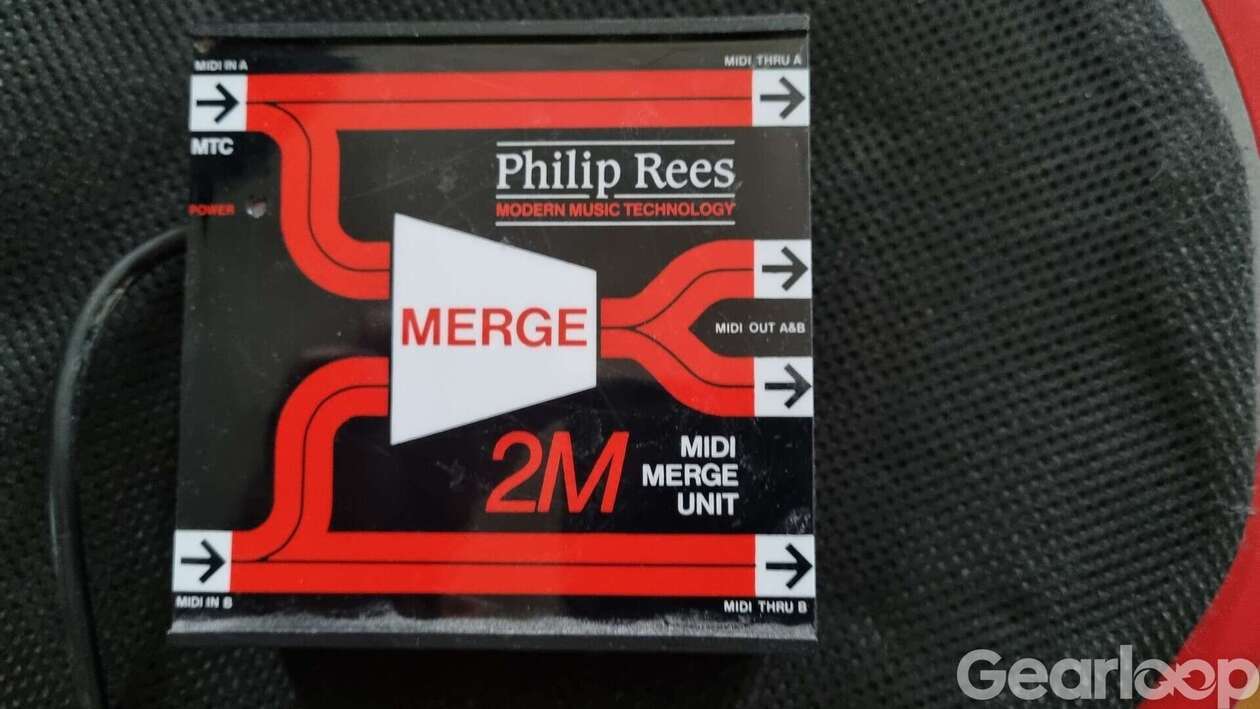 MIDI IN A
MIDI THRU A
MTC
Philip Rees
MODERN MUSIC TECHNOLOGY
POWER
MERGE
MIDI OUT A&B
2M
MIDI
MERGE
UNIT
MIDI IN B
MIDI THRU B
Gearloop